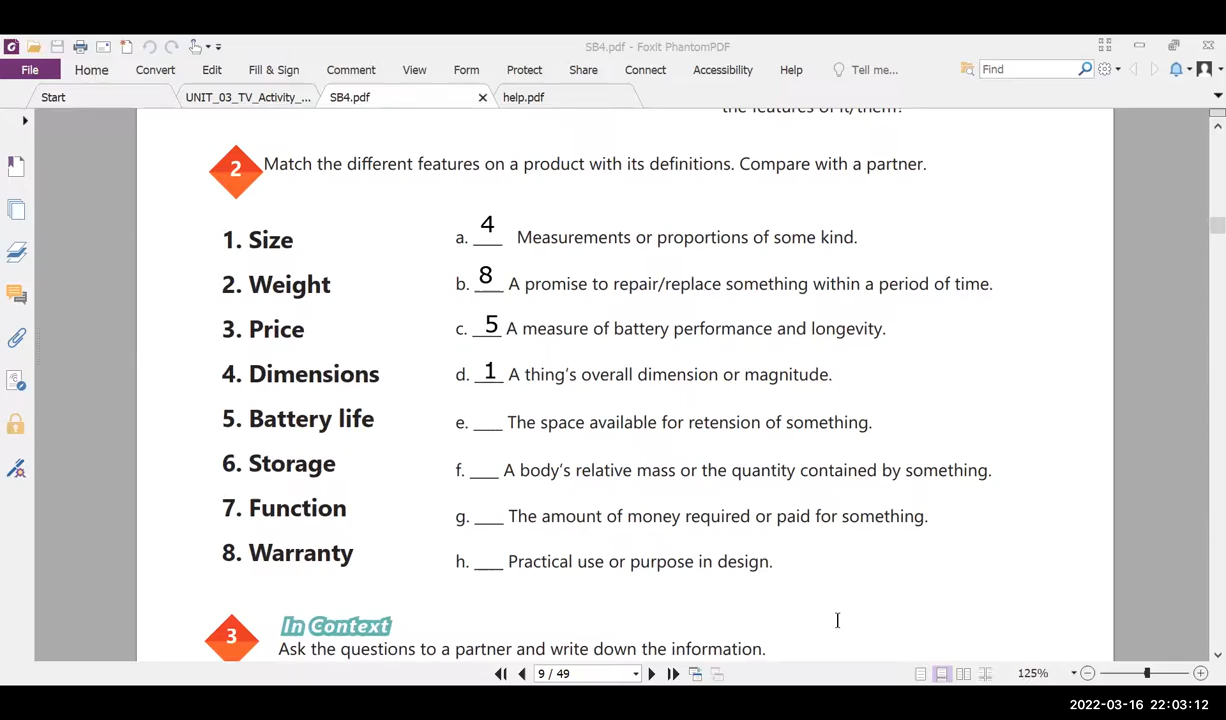 SB4.pdf - Foxit PhantomPDF
File Home Convert Edit Fill & Sign Comment View Form Protect Share Connect Accessibility Help Tell me... Find
Start UNIT_03_TV_Activity_... SB4.pdf help.pdf
the features of it/them?
2 Match the different features on a product with its definitions. Compare with a partner.
1. Size
2. Weight
3. Price
4. Dimensions
5. Battery life
6. Storage
7. Function
8. Warranty
a. 4 Measurements or proportions of some kind.
b. 8 A promise to repair/replace something within a period of time.
c. 5 A measure of battery performance and longevity.
d. 1 A thing's overall dimension or magnitude.
e. ___ The space available for retension of something.
f. ___ A body's relative mass or the quantity contained by something.
g. ___ The amount of money required or paid for something.
h. ___ Practical use or purpose in design.
3 In Context
Ask the questions to a partner and write down the information.
9 / 49 125%
2022-03-16 22:03:12